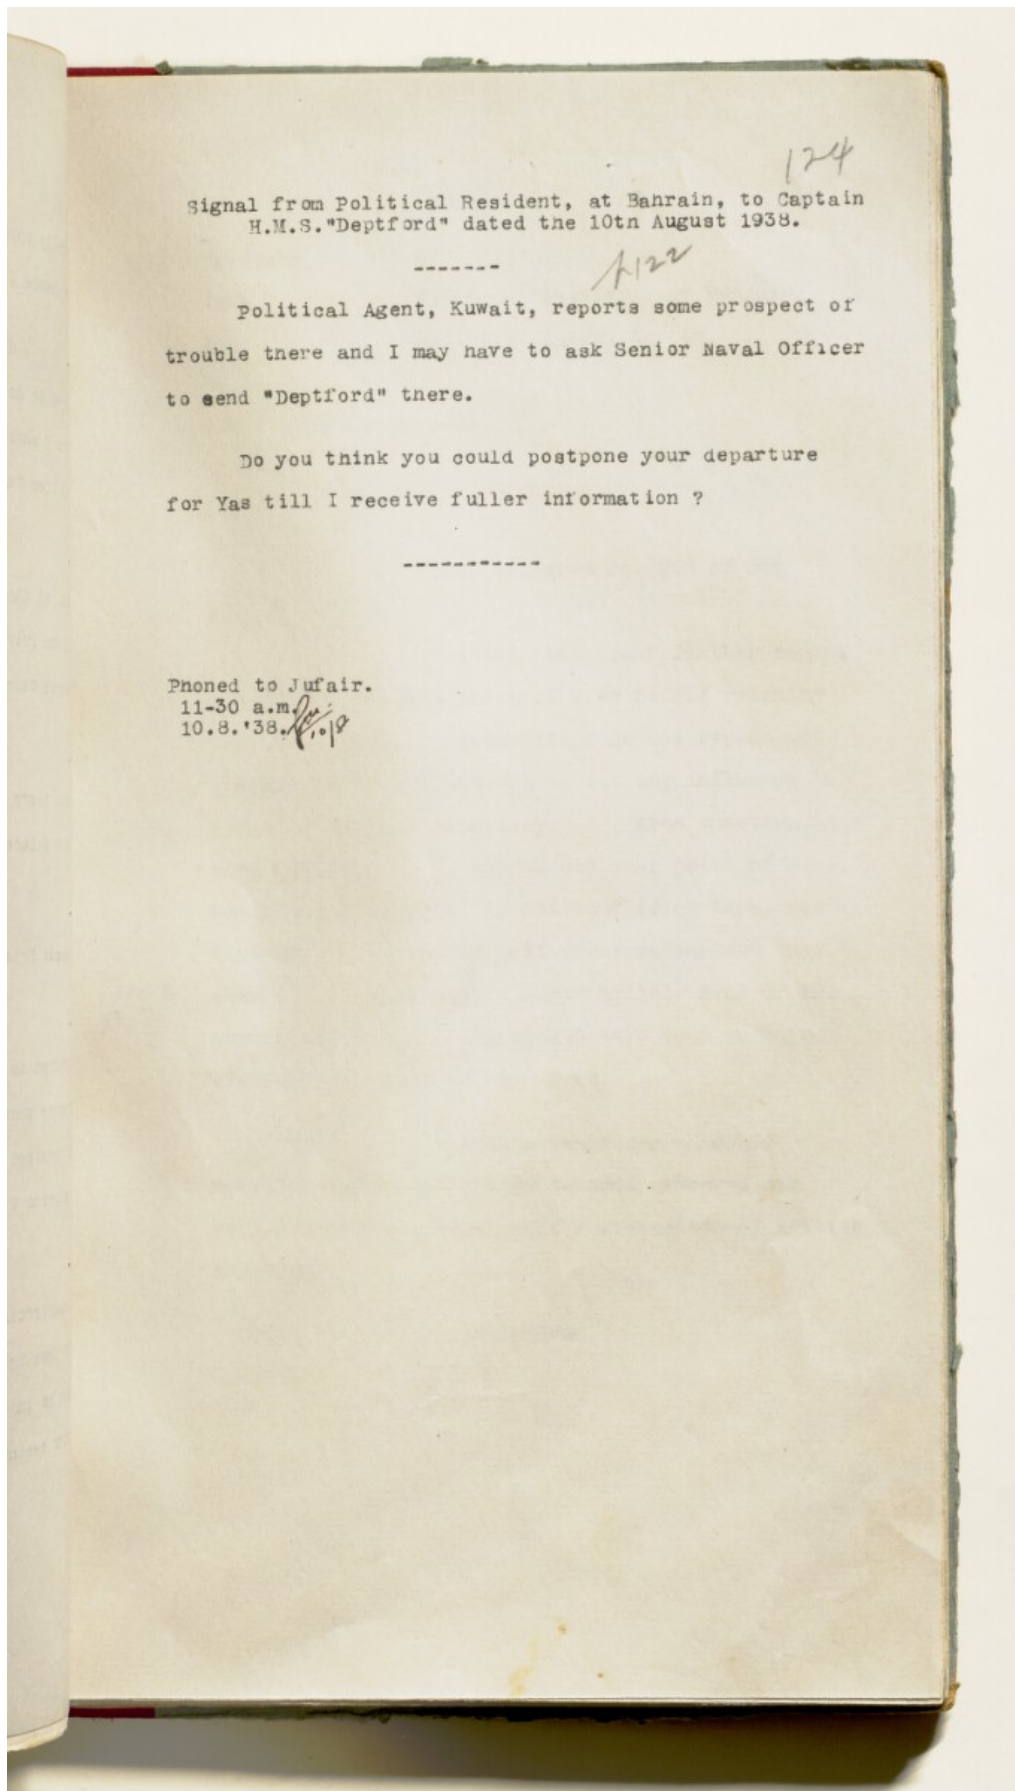 124
Signal from Political Resident, at Bahrain, to Captain
H.M.S."Deptford" dated the 10th August 1938.
-------
p122
Political Agent, Kuwait, reports some prospect of
trouble there and I may have to ask Senior Naval Officer
to send "Deptford" there.
Do you think you could postpone your departure
for Yas till I receive fuller information ?
-----------
Phoned to Jufair.
11-30 a.m.
10.8.'38. 10/8